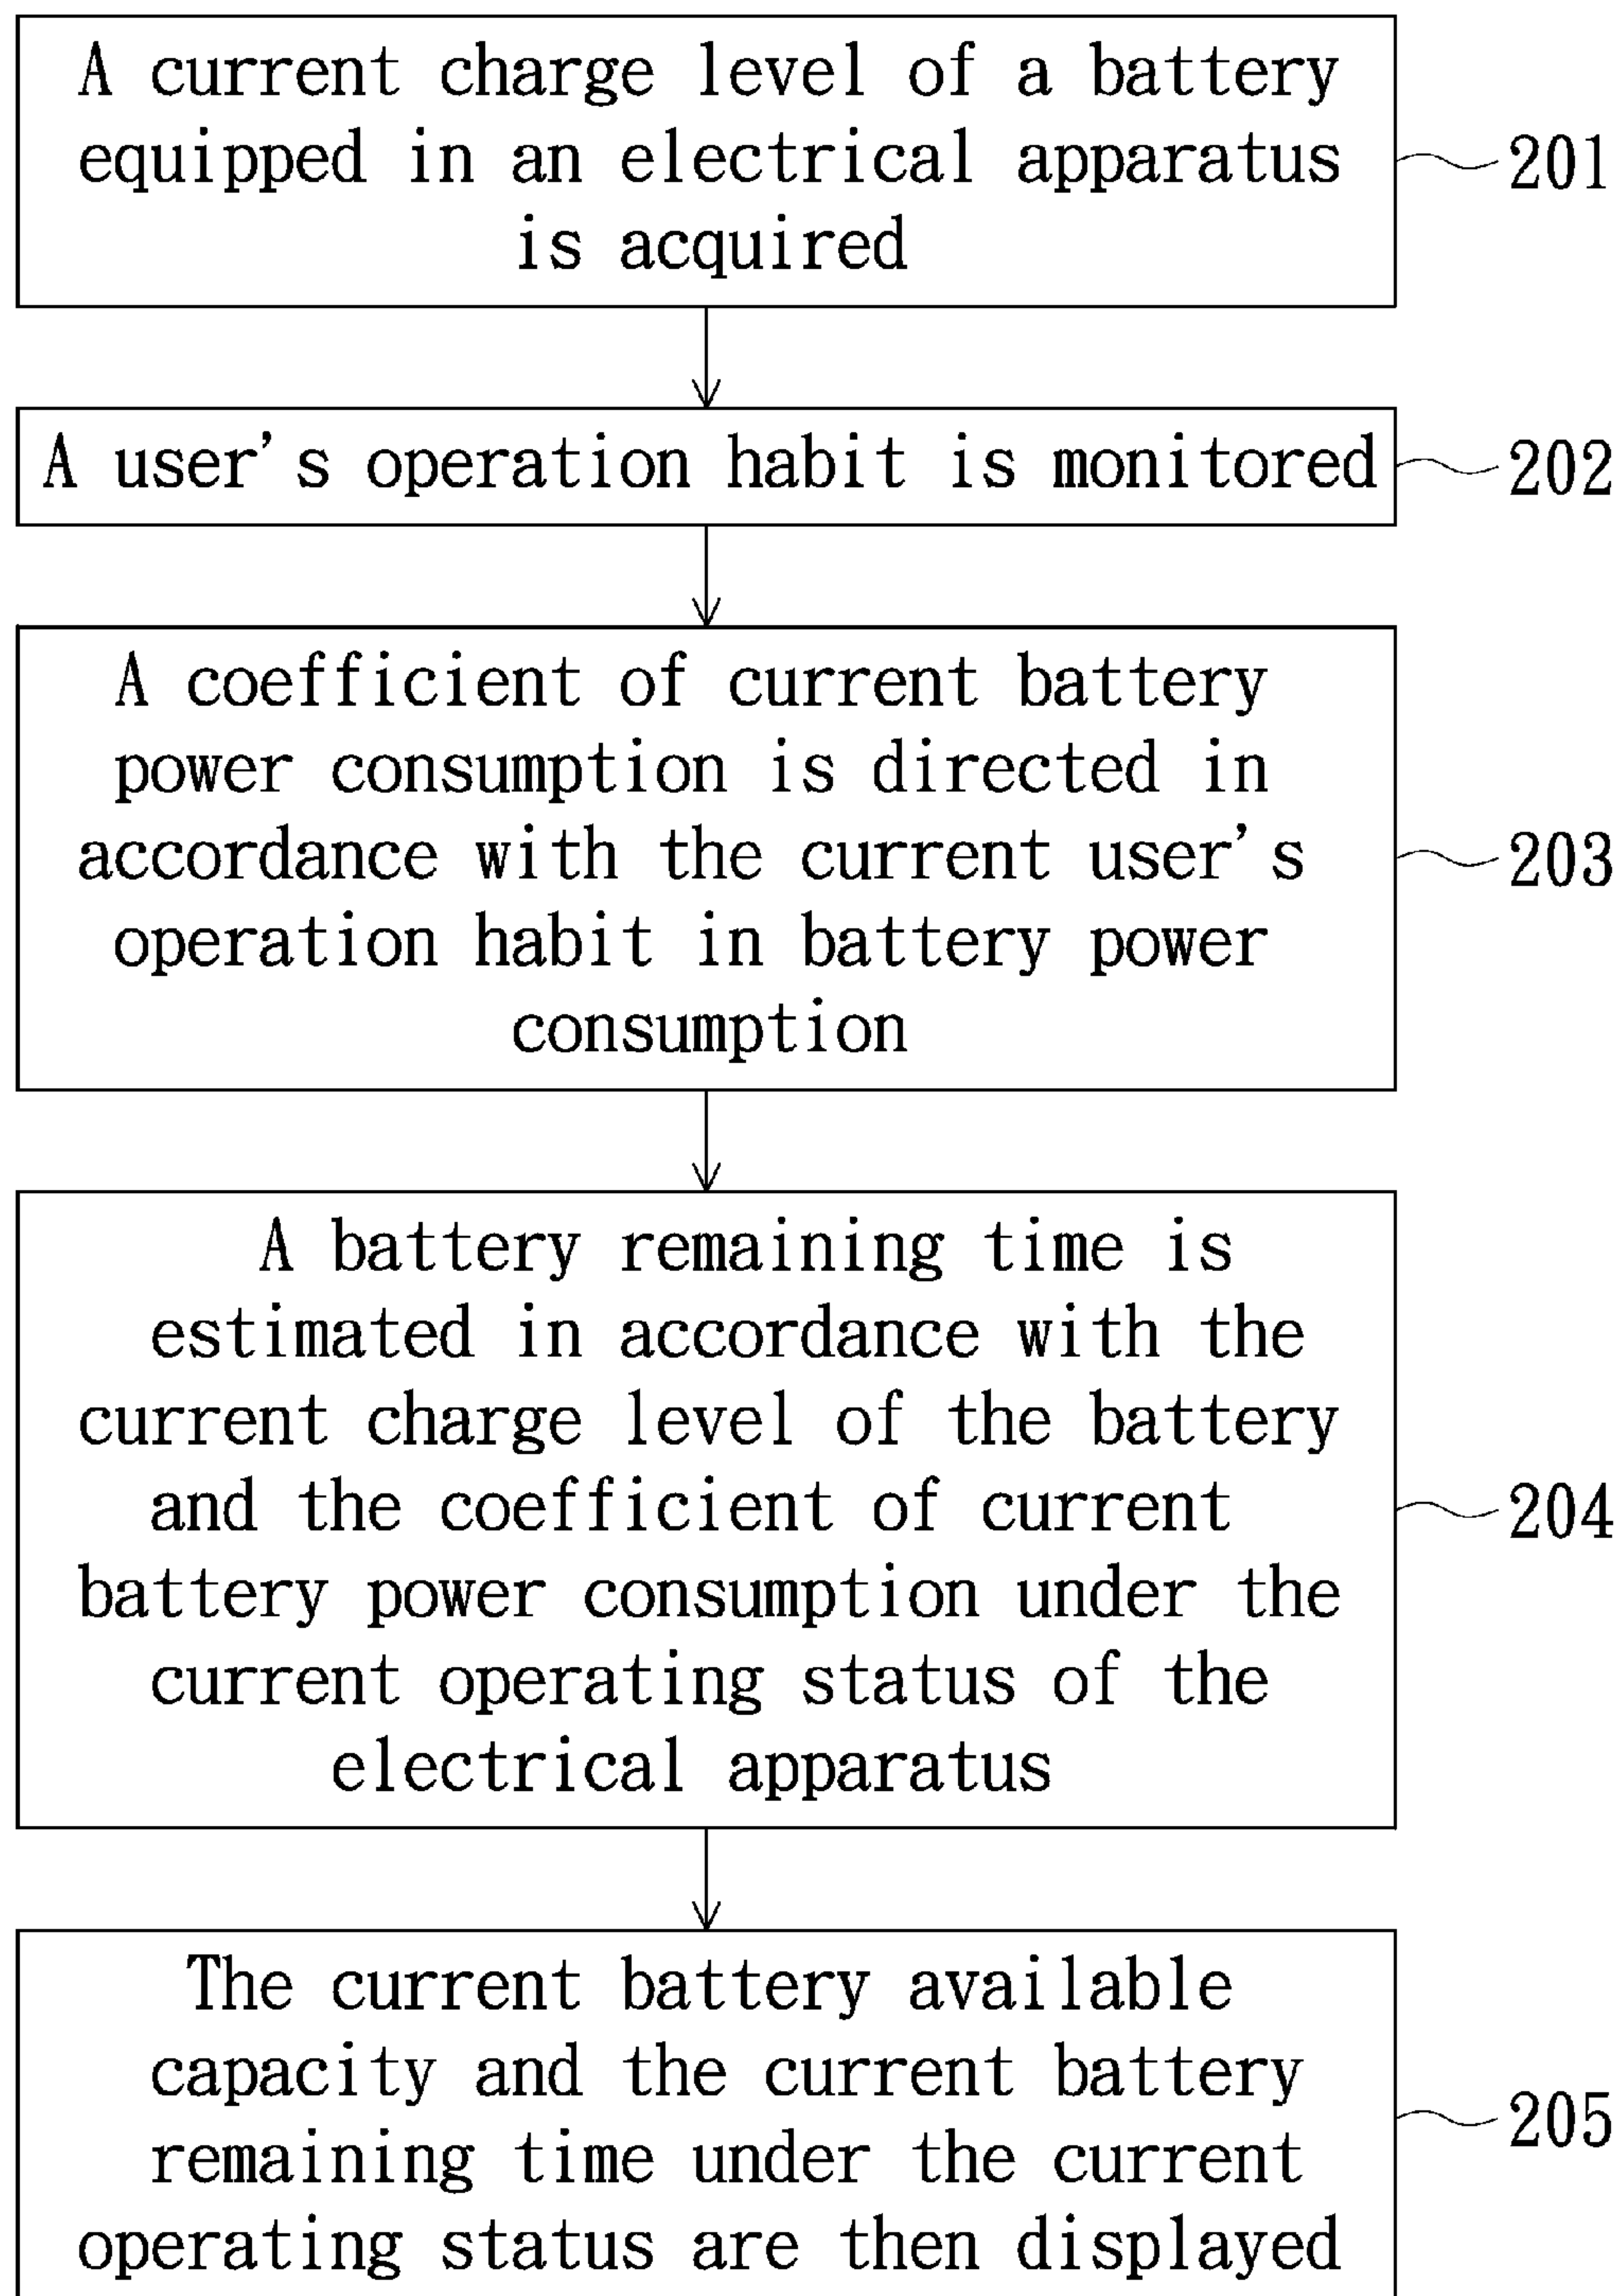 A current charge level of a battery
equipped in an electrical apparatus
is acquired
201
A user's operation habit is monitored
202
A coefficient of current battery
power consumption is directed in
accordance with the current user's
operation habit in battery power
consumption
203
A battery remaining time is
estimated in accordance with the
current charge level of the battery
and the coefficient of current
battery power consumption under the
current operating status of the
electrical apparatus
204
The current battery available
capacity and the current battery
remaining time under the current
operating status are then displayed
205